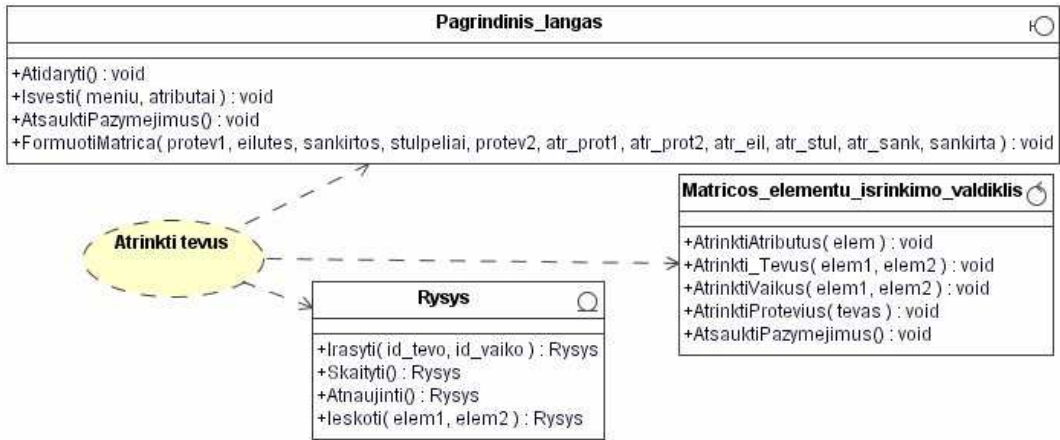 Pagrindinis_langas
+Atidaryti() : void
+Isvesti( meniu, atributai ) : void
+AtsauktiPazymejimus() : void
+FormuotiMatrica( protev1, eilutes, sankirtos, stulpeliai, protev2, atr_prot1, atr_prot2, atr_eil, atr_stul, atr_sank, sankirta ) : void
Atrinkti tevus
Matricos_elementu_isrinkimo_valdiklis
+AtrinktiAtributus( elem ) : void
+Atrinkti_Tevus( elem1, elem2 ) : void
+AtrinktiVaikus( elem1, elem2 ) : void
+AtrinktiProtevius( tevas ) : void
+AtsauktiPazymejimus() : void
Rysys
+Irasyti( id_tevo, id_vaiko ) : Rysys
+Skaityti() : Rysys
+Atnaujinti() : Rysys
+Ieskoti( elem1, elem2 ) : Rysys